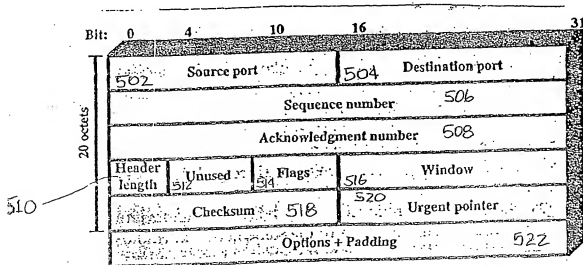 Bit: 0 4 10 16 31
502 Source port 504 Destination port
Sequence number 506
Acknowledgment number 508
20 octets
Header length 512 Unused 514 Flags 516 Window
510
Checksum 518 520 Urgent pointer
Options + Padding 522